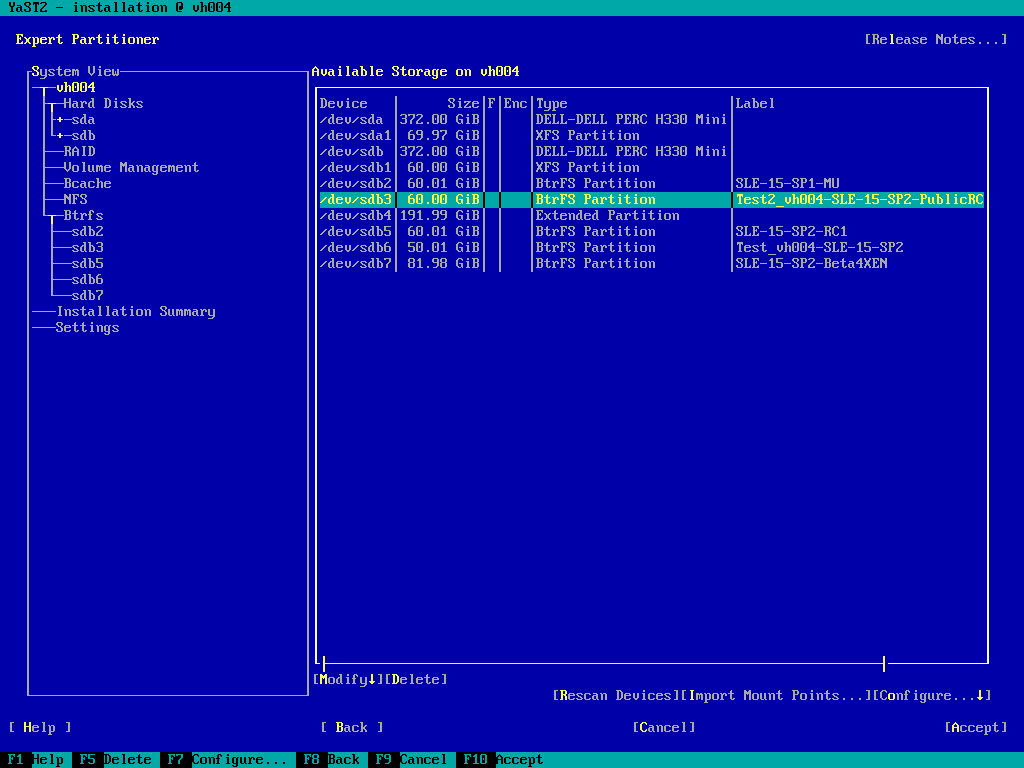 YaST2 - installation @ vh004
Expert Partitioner [Release Notes...]
System View Available Storage on vh004
vh004
Device | Size|F|Enc|Type |Label
Hard Disks
/dev/sda |372.00 GiB| | |DELL-DELL PERC H330 Mini|
+-sda
/dev/sda1| 69.97 GiB| | |XFS Partition |
+-sdb
/dev/sdb |372.00 GiB| | |DELL-DELL PERC H330 Mini|
RAID
/dev/sdb1| 60.00 GiB| | |XFS Partition |
Volume Management
/dev/sdb2| 60.01 GiB| | |BtrFS Partition |SLE-15-SP1-MU
Bcache
/dev/sdb3| 60.00 GiB| | |BtrFS Partition |Test2_vh004-SLE-15-SP2-PublicRC
NFS
/dev/sdb4|191.99 GiB| | |Extended Partition |
Btrfs
/dev/sdb5| 60.01 GiB| | |BtrFS Partition |SLE-15-SP2-RC1
sdb2
/dev/sdb6| 50.01 GiB| | |BtrFS Partition |Test_vh004-SLE-15-SP2
sdb3
/dev/sdb7| 81.98 GiB| | |BtrFS Partition |SLE-15-SP2-Beta4XEN
sdb5
sdb6
sdb7
Installation Summary
Settings
[Modify↓][Delete]
[Rescan Devices][Import Mount Points...][Configure...↓]
[ Help ] [ Back ] [Cancel] [Accept]
F1 Help F5 Delete F7 Configure... F8 Back F9 Cancel F10 Accept